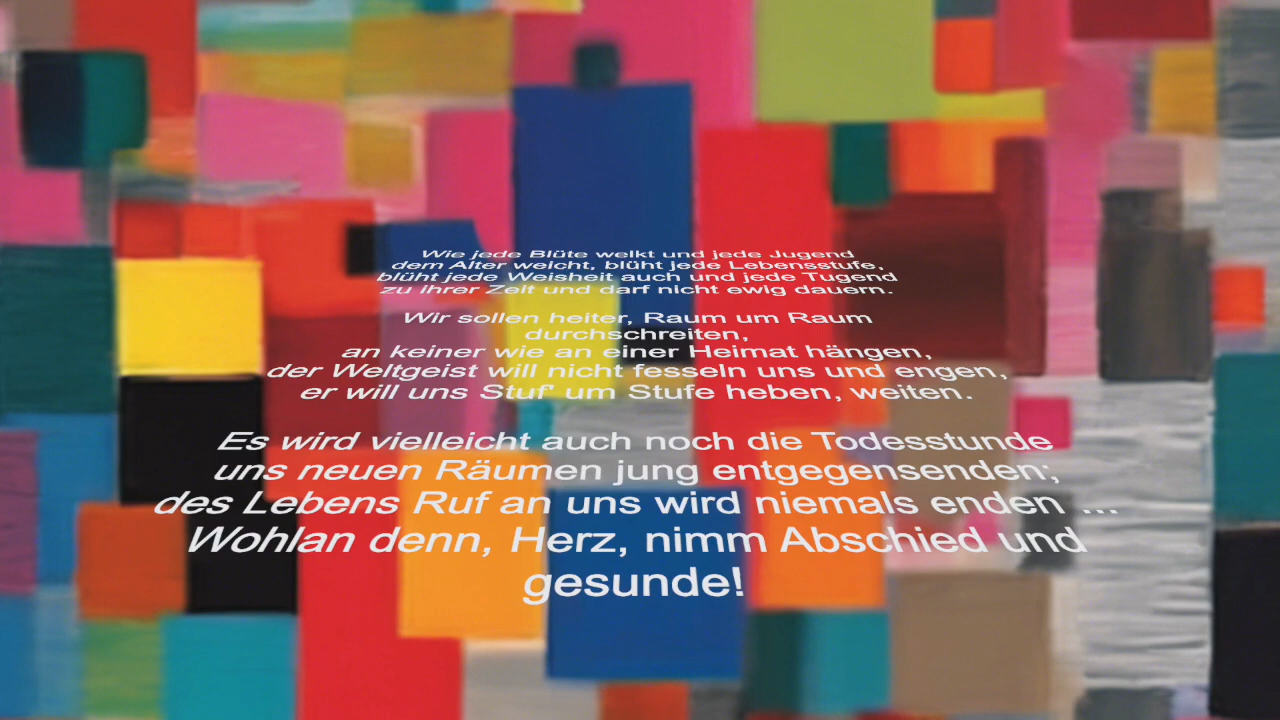 Wie jede Blüte welkt und jede Jugend
dem Alter weicht, blüht jede Lebensstufe,
blüht jede Weisheit auch und jede Tugend
zu ihrer Zeit und darf nicht ewig dauern.
Wir sollen heiter, Raum um Raum
durchschreiten,
an keiner wie an einer Heimat hängen,
der Weltgeist will nicht fesseln uns und engen,
er will uns Stuf' um Stufe heben, weiten.
Es wird vielleicht auch noch die Todesstunde
uns neuen Räumen jung entgegensenden;
des Lebens Ruf an uns wird niemals enden ...
Wohlan denn, Herz, nimm Abschied und
gesunde!